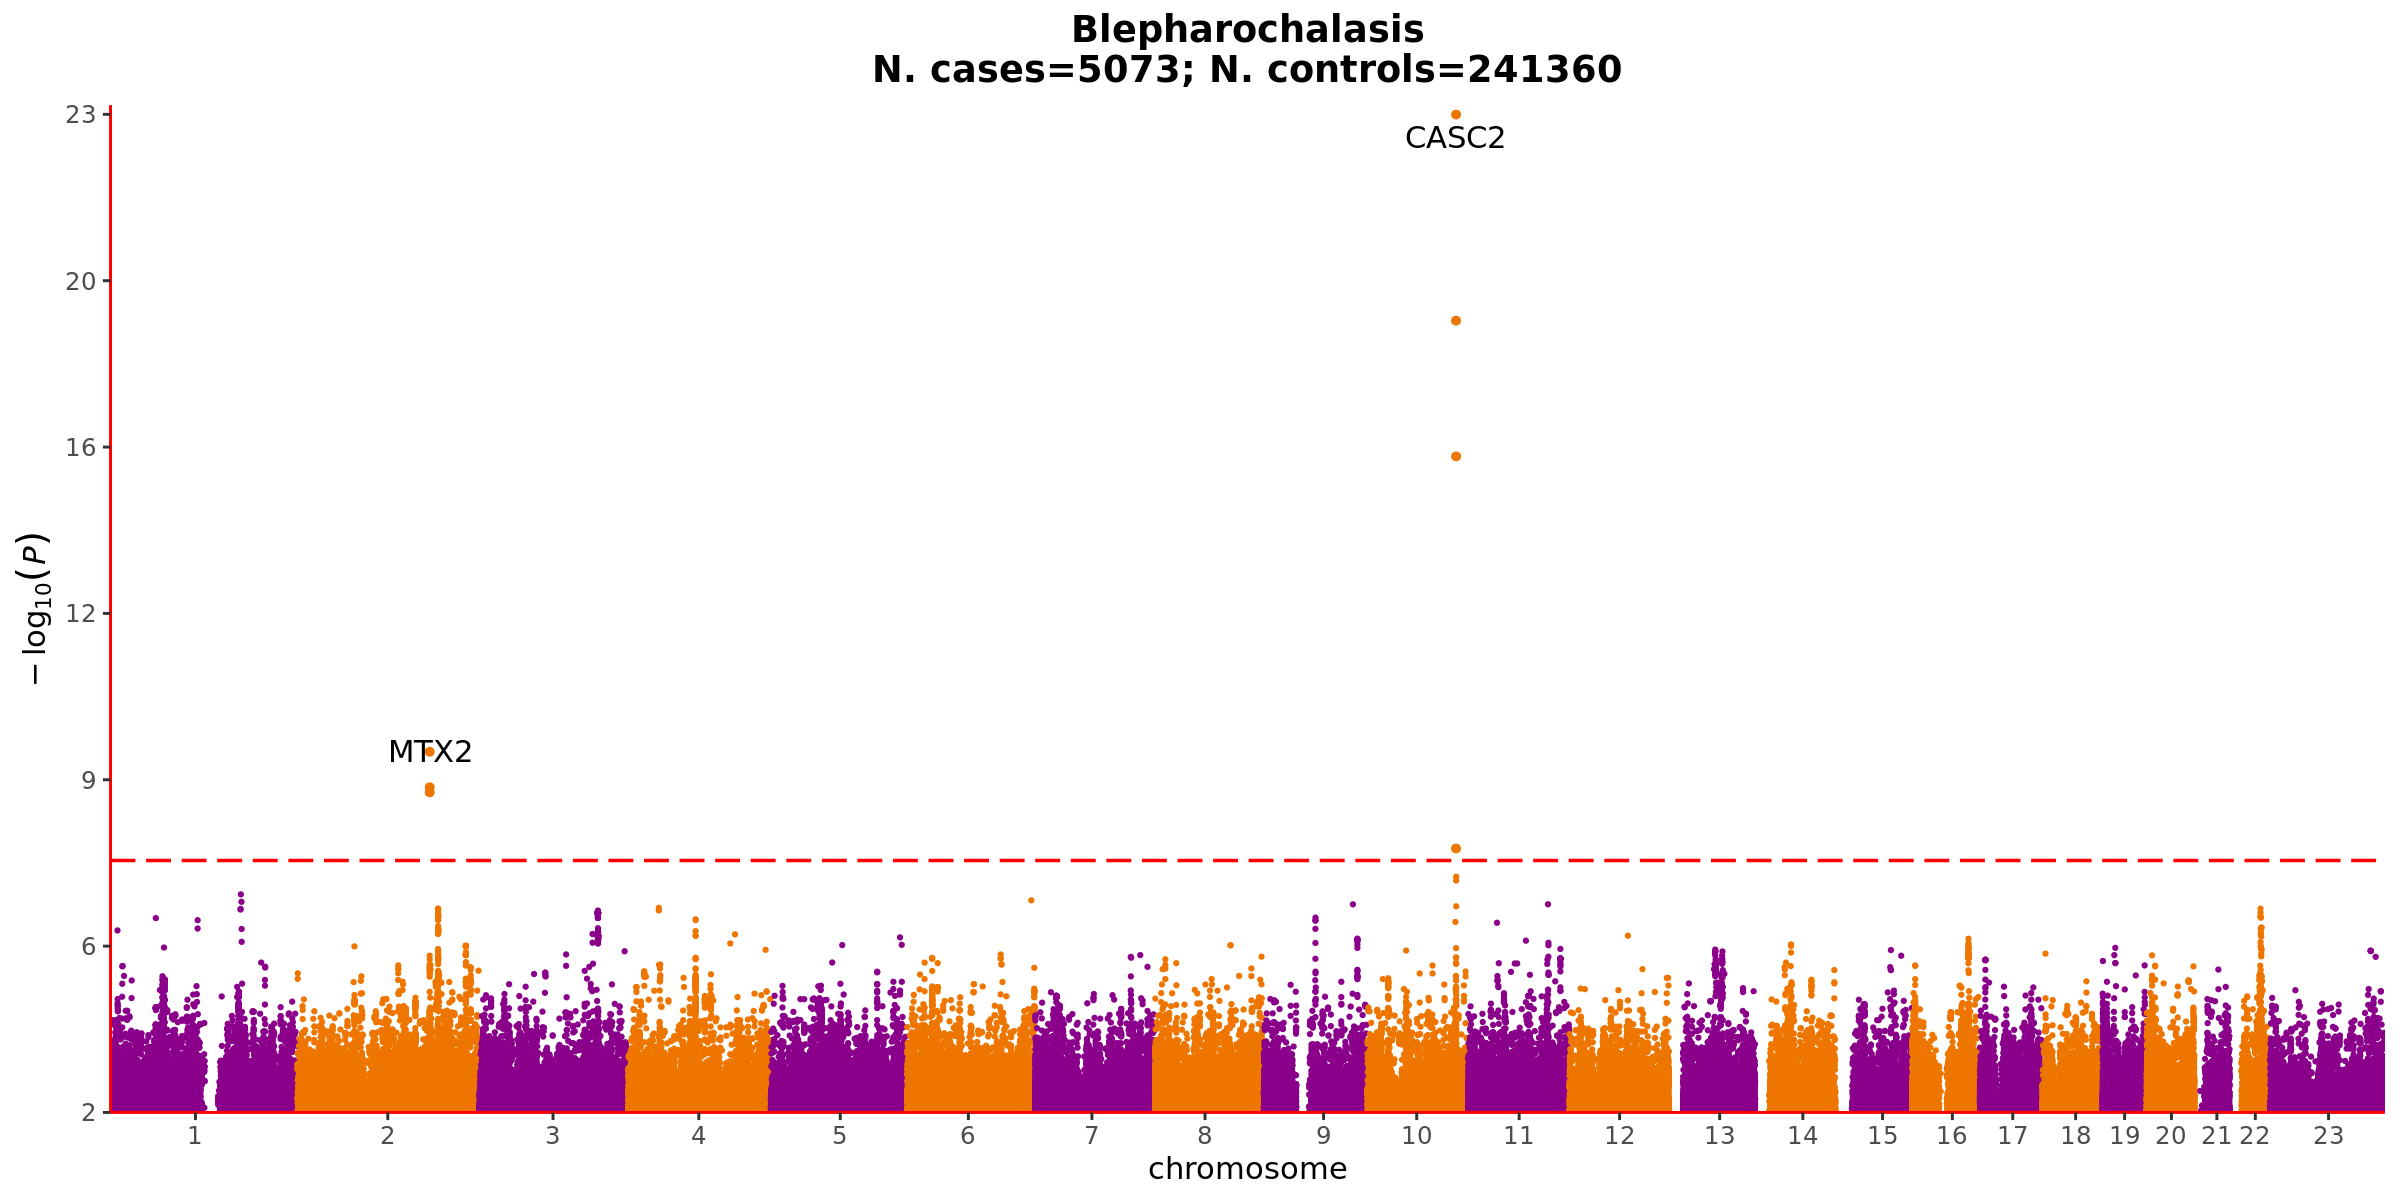 Blepharochalasis
N. cases=5073; N. controls=241360
23
CASC2
20
16
12
MTX2
9
6
2
− log10(P)
1 2 3 4 5 6 7 8 9 10 11 12 13 14 15 16 17 18 19 20 21 22 23
chromosome